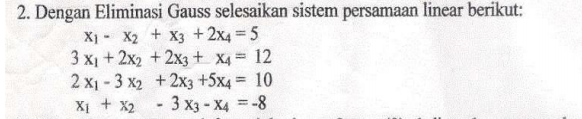 2. Dengan Eliminasi Gauss selesaikan sistem persamaan linear berikut:
x₁ - x₂ + x₃ + 2x₄ = 5
3 x₁ + 2x₂ + 2x₃ + x₄ = 12
2 x₁ - 3 x₂ + 2x₃ +5x₄ = 10
x₁ + x₂ - 3 x₃ - x₄ = -8